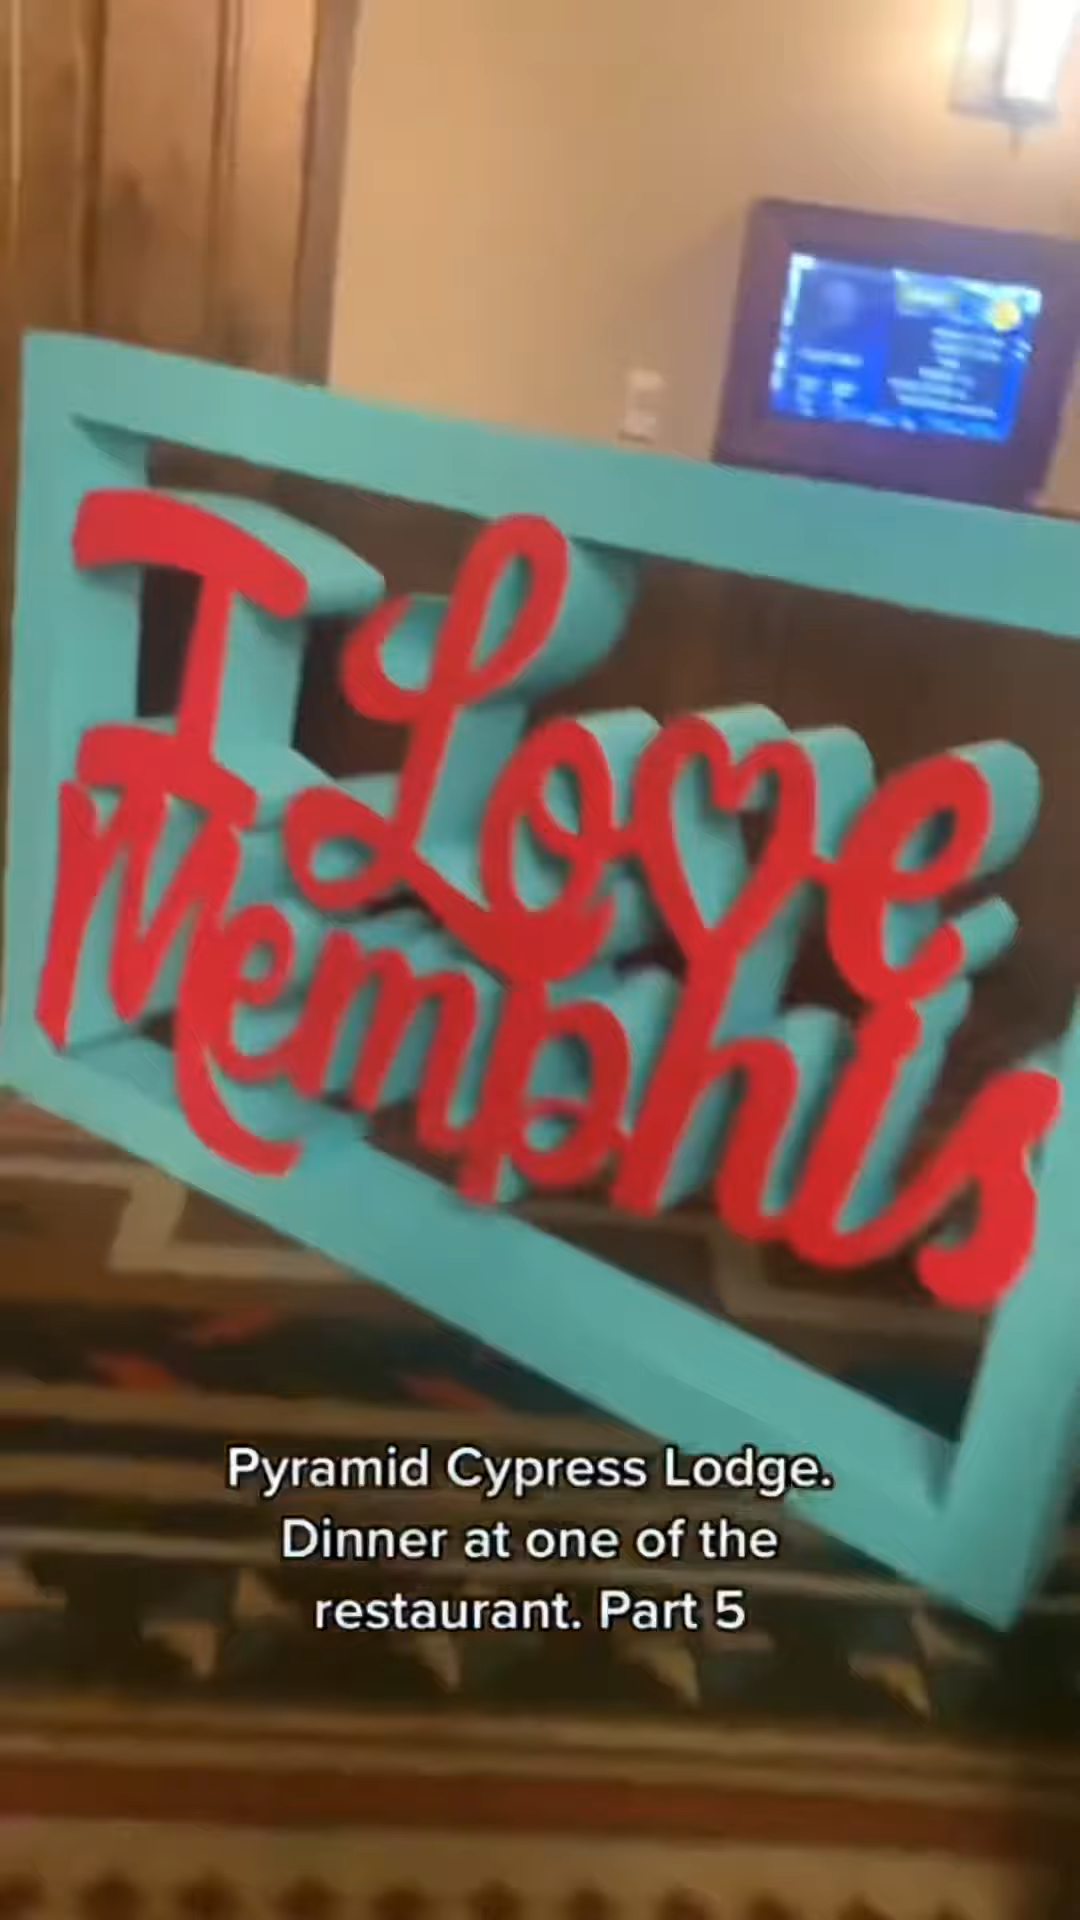 I Love
Memphis
Pyramid Cypress Lodge.
Dinner at one of the
restaurant. Part 5